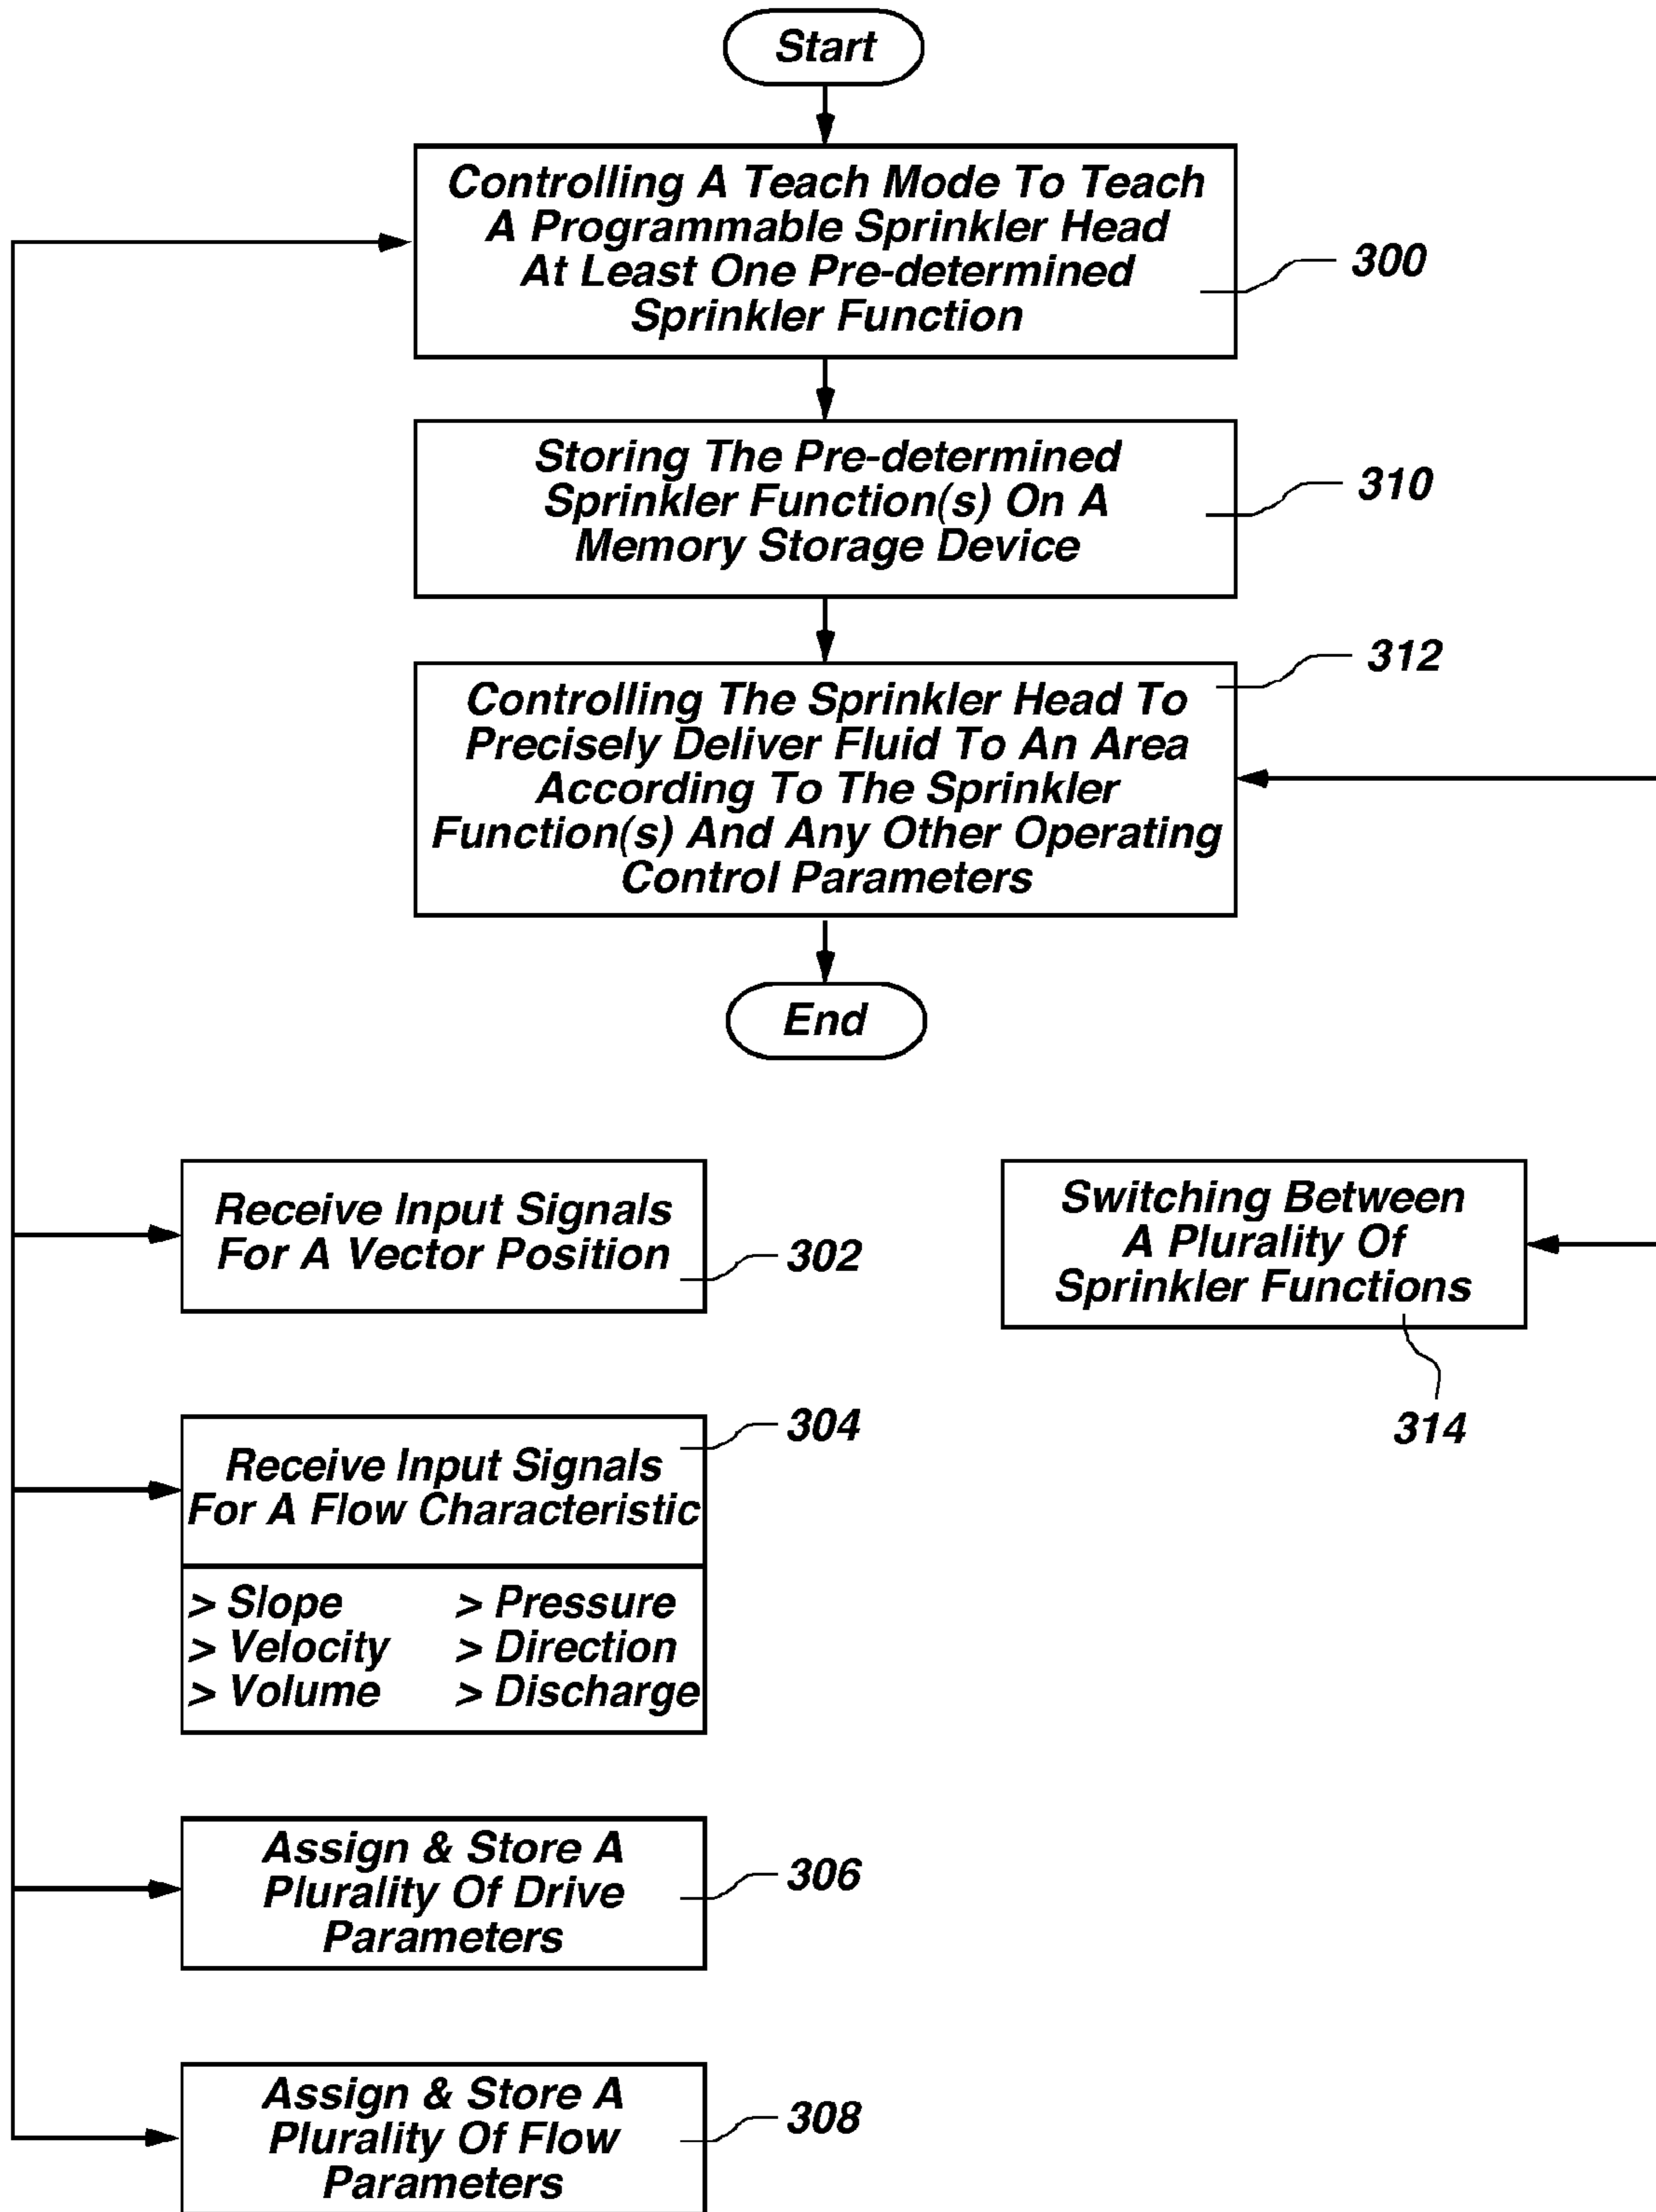 Start
Controlling A Teach Mode To Teach
A Programmable Sprinkler Head
At Least One Pre-determined
Sprinkler Function
300
Storing The Pre-determined
Sprinkler Function(s) On A
Memory Storage Device
310
312
Controlling The Sprinkler Head To
Precisely Deliver Fluid To An Area
According To The Sprinkler
Function(s) And Any Other Operating
Control Parameters
End
Receive Input Signals
For A Vector Position
302
Switching Between
A Plurality Of
Sprinkler Functions
314
304
Receive Input Signals
For A Flow Characteristic
> Slope > Pressure
> Velocity > Direction
> Volume > Discharge
Assign & Store A
Plurality Of Drive
Parameters
306
Assign & Store A
Plurality Of Flow
Parameters
308